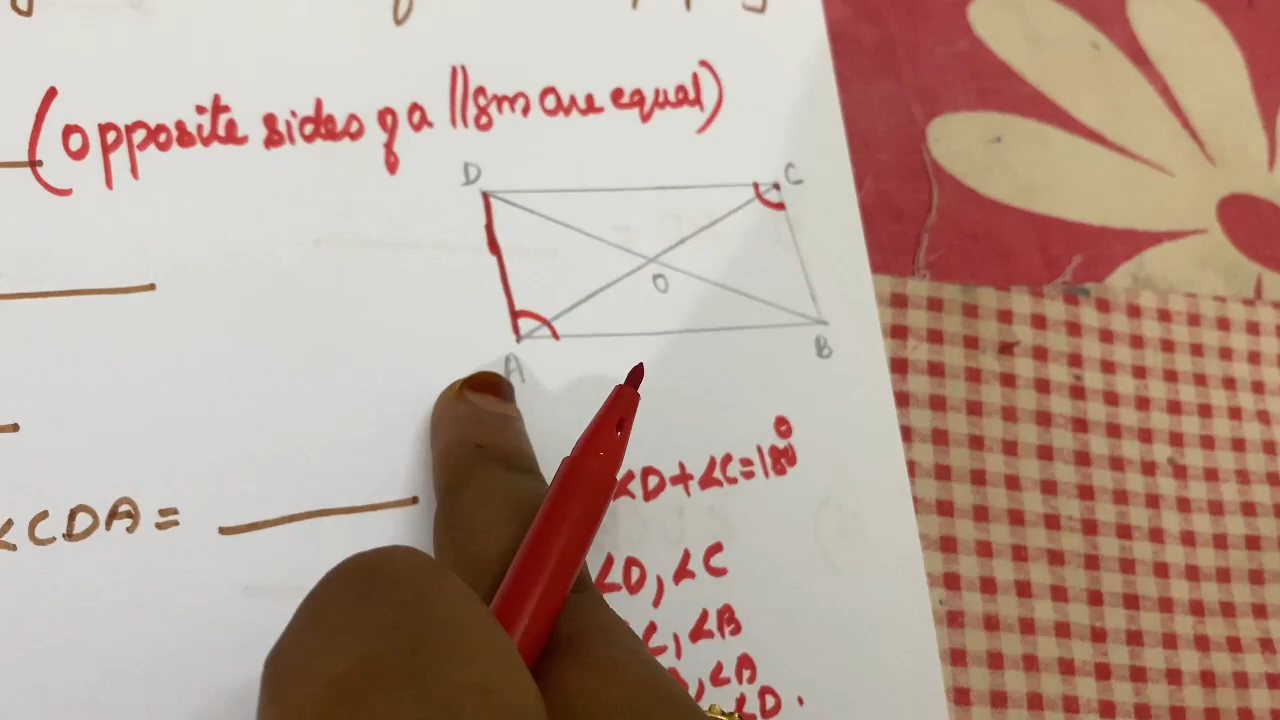 (opposite sides of a ||gm are equal)
D C
O
A B
<D+<C=180°
<CDA=
<D, <C
C, <B
, <A
<D.